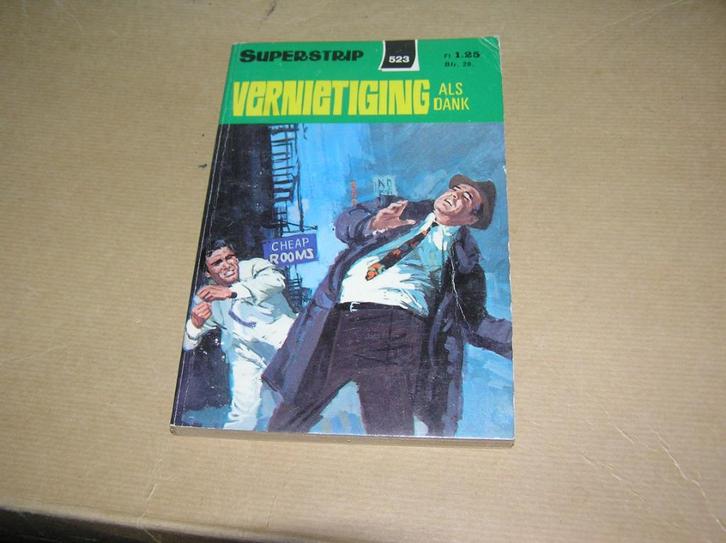 SUPERSTRIP 523 Fl 1.25
Bfr. 20.
VERNIETIGING ALS
DANK
CHEAP
ROOMS